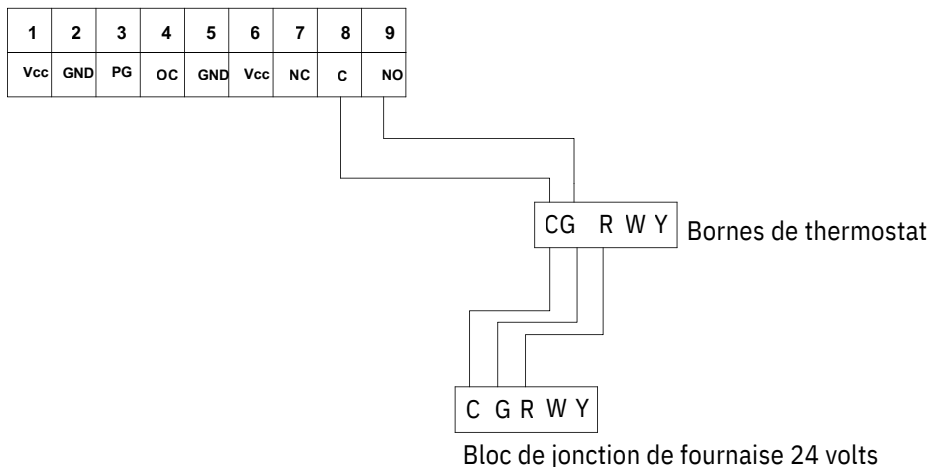 1 2 3 4 5 6 7 8 9
Vcc GND PG OC GND Vcc NC C NO
CG R W Y
Bornes de thermostat
C G R W Y
Bloc de jonction de fournaise 24 volts